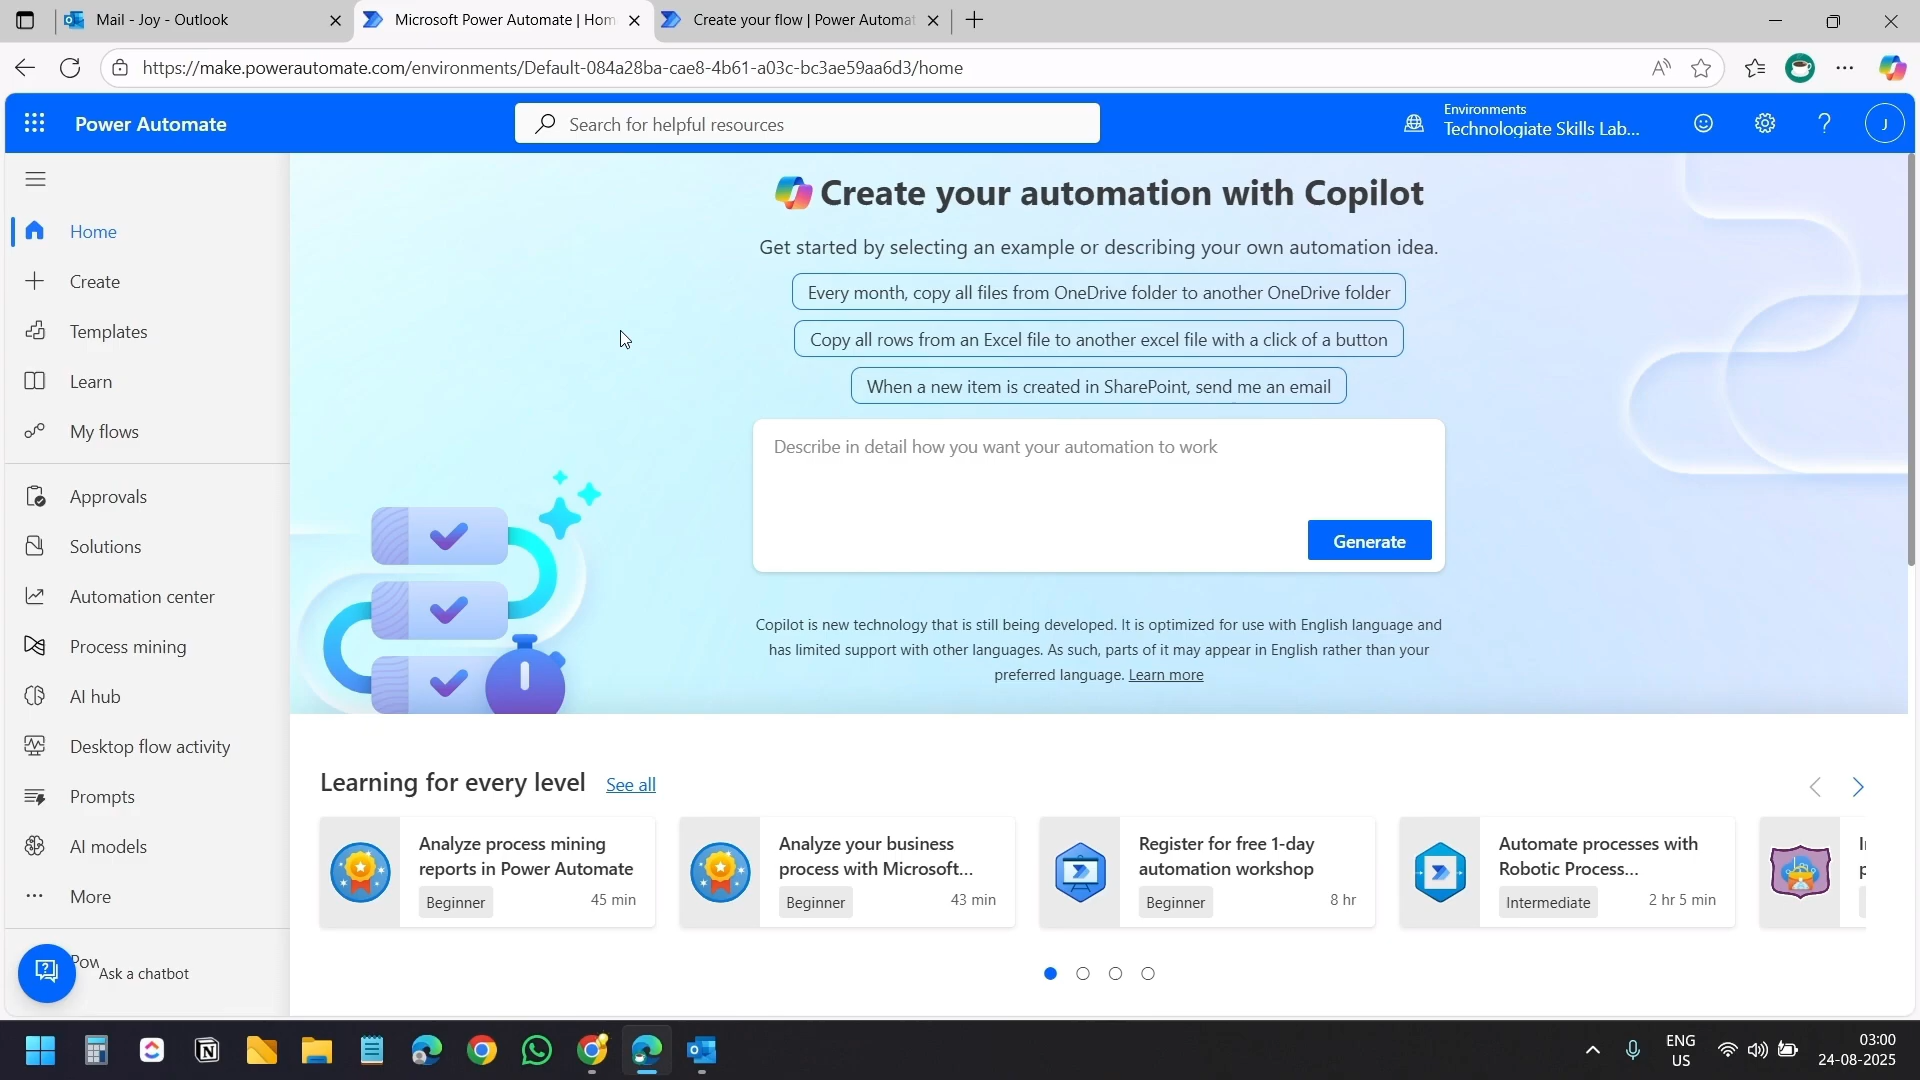 Mail - Joy - Outlook
Microsoft Power Automate | Hom
Create your flow | Power Automat
https://make.powerautomate.com/environments/Default-084a28ba-cae8-4b61-a03c-bc3ae59aa6d3/home
Power Automate
Search for helpful resources
Environments
Technologiate Skills Lab...
J
Home
Create
Templates
Learn
My flows
Approvals
Solutions
Automation center
Process mining
AI hub
Desktop flow activity
Prompts
AI models
More
Pow
Ask a chatbot
Create your automation with Copilot
Get started by selecting an example or describing your own automation idea.
Every month, copy all files from OneDrive folder to another OneDrive folder
Copy all rows from an Excel file to another excel file with a click of a button
When a new item is created in SharePoint, send me an email
Describe in detail how you want your automation to work
Generate
Copilot is new technology that is still being developed. It is optimized for use with English language and
has limited support with other languages. As such, parts of it may appear in English rather than your
preferred language. Learn more
Learning for every level See all
Analyze process mining
reports in Power Automate
Beginner 45 min
Analyze your business
process with Microsoft...
Beginner 43 min
Register for free 1-day
automation workshop
Beginner 8 hr
Automate processes with
Robotic Process...
Intermediate 2 hr 5 min
ENG
US
03:00
24-08-2025